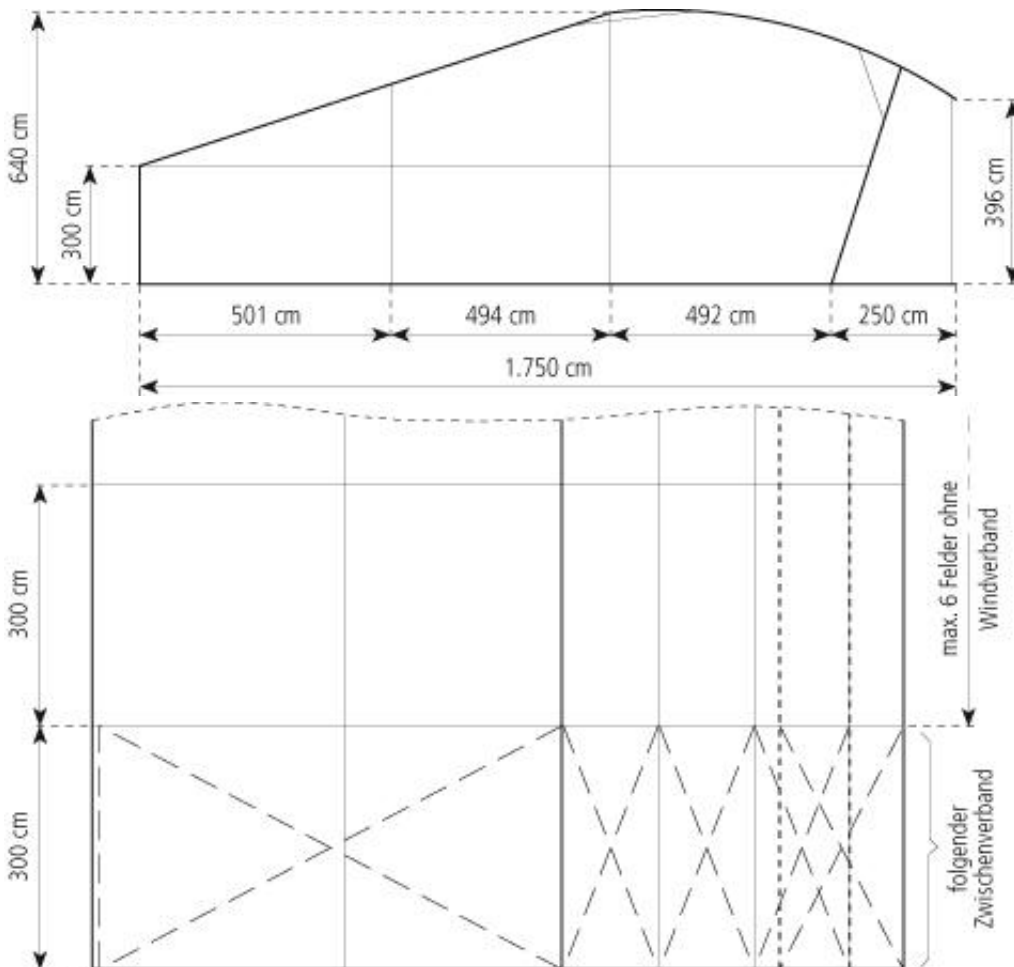 640 cm
300 cm
396 cm
501 cm
494 cm
492 cm
250 cm
1.750 cm
300 cm
max. 6 Felder ohne
Windverband
300 cm
folgender
Zwischenverband